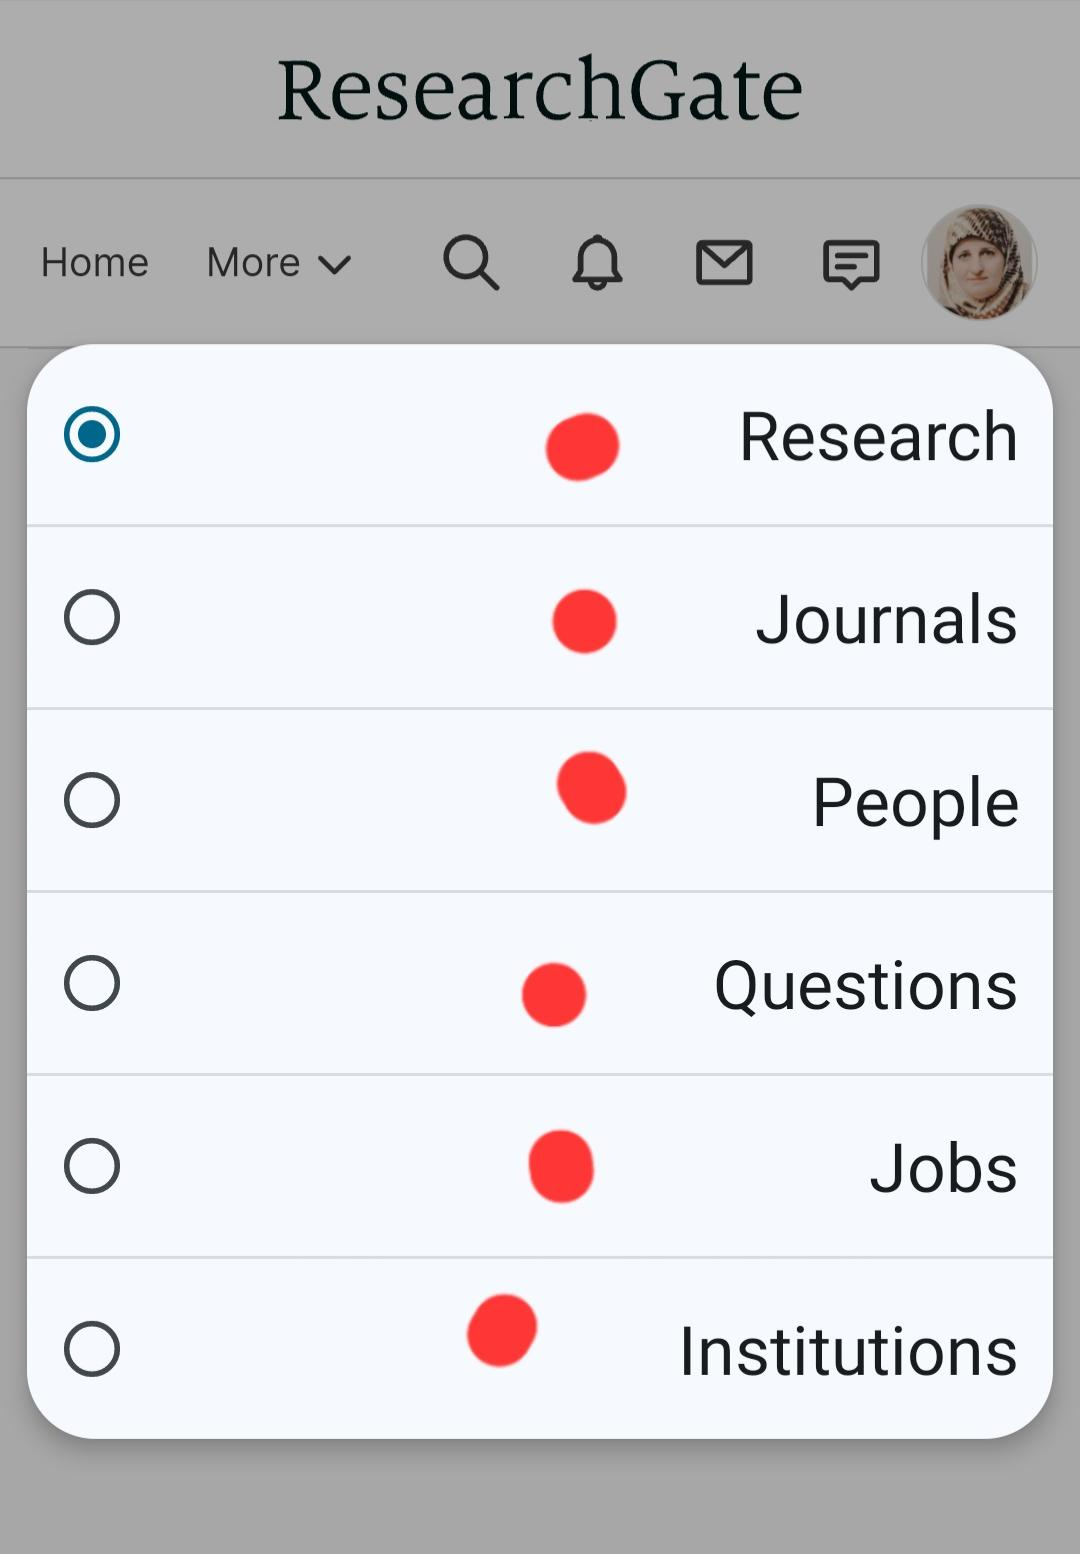 ResearchGate
Home More
Research
Journals
People
Questions
Jobs
Institutions